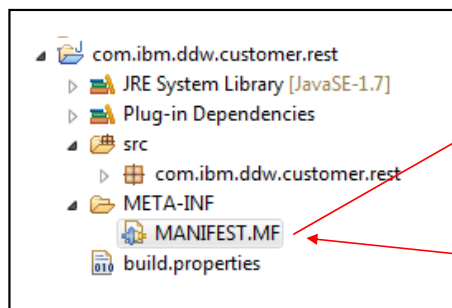 com.ibm.ddw.customer.rest
JRE System Library [JavaSE-1.7]
Plug-in Dependencies
src
com.ibm.ddw.customer.rest
META-INF
MANIFEST.MF
build.properties